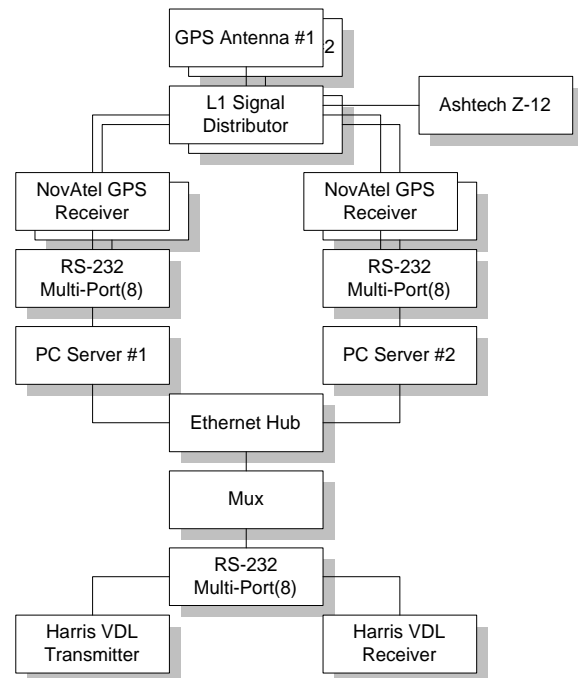 GPS Antenna #1
#2
L1 Signal
Distributor
Ashtech Z-12
NovAtel GPS
Receiver
NovAtel GPS
Receiver
RS-232
Multi-Port(8)
RS-232
Multi-Port(8)
PC Server #1
PC Server #2
Ethernet Hub
Mux
RS-232
Multi-Port(8)
Harris VDL
Transmitter
Harris VDL
Receiver